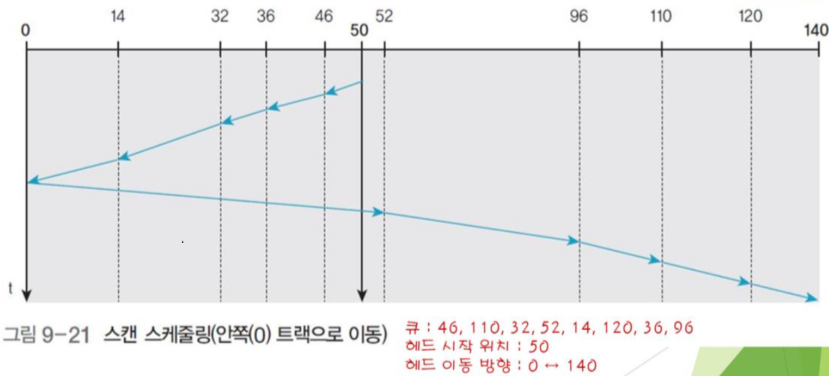 14 32 36 46 52 96 110 120
0 50 140
t
그림 9-21 스캔 스케줄링(안쪽(0) 트랙으로 이동)
큐 : 46, 110, 32, 52, 14, 120, 36, 96
헤드 시작 위치 : 50
헤드 이동 방향 : 0 ↔ 140